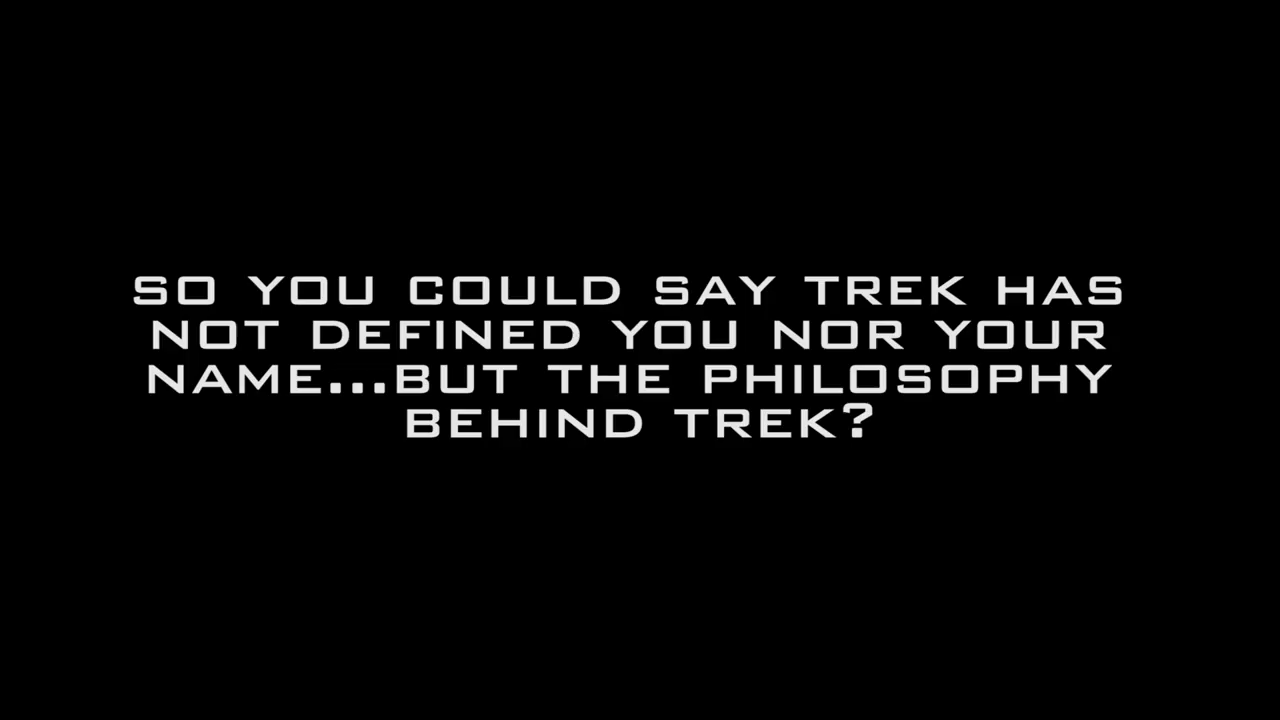 SO YOU COULD SAY TREK HAS
NOT DEFINED YOU NOR YOUR
NAME...BUT THE PHILOSOPHY
BEHIND TREK?